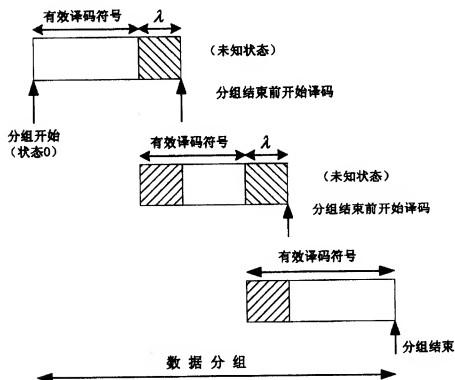 有效译码符号 λ
（未知状态）
分组结束前开始译码
分组开始
（状态0）
有效译码符号 λ
（未知状态）
分组结束前开始译码
有效译码符号
分组结束
数据分组